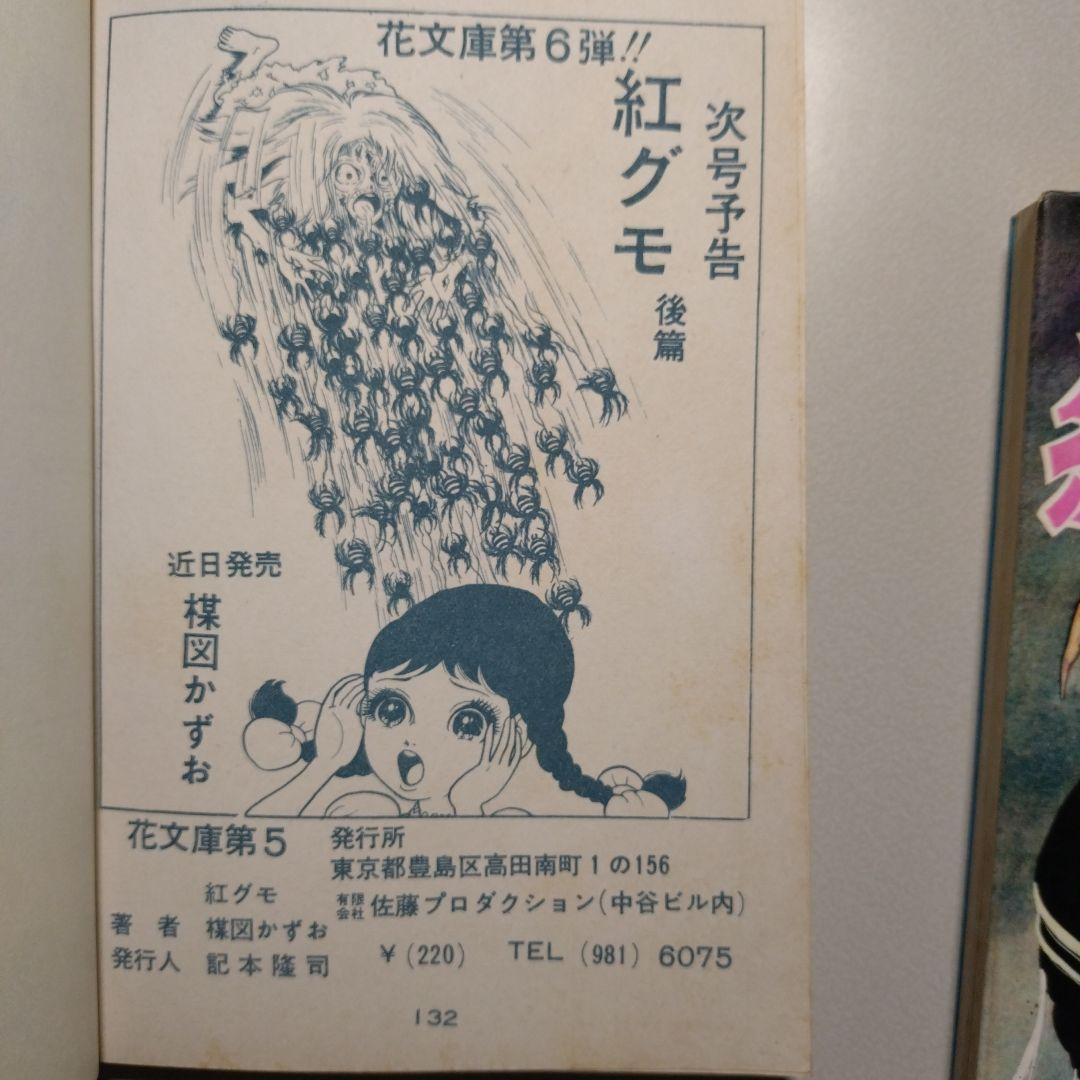 花文庫第6弾!!
次号予告
紅グモ
後篇
近日発売
楳図かずお
花文庫第5
紅グモ
著者 楳図かずお
発行人 記本隆司
発行所
東京都豊島区高田南町1の156
有限会社 佐藤プロダクション(中谷ビル内)
¥(220) TEL (981) 6075
132